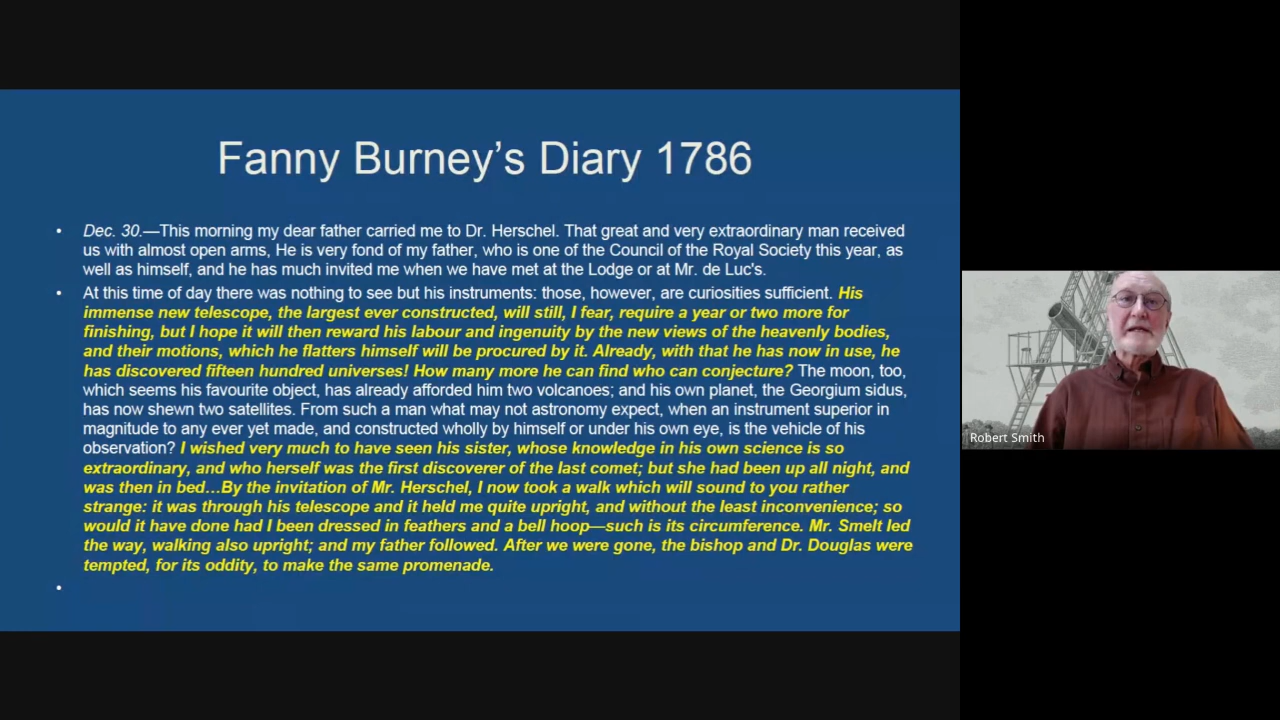 Fanny Burney’s Diary 1786
• Dec. 30.—This morning my dear father carried me to Dr. Herschel. That great and very extraordinary man received
us with almost open arms, He is very fond of my father, who is one of the Council of the Royal Society this year, as
well as himself, and he has much invited me when we have met at the Lodge or at Mr. de Luc's.
• At this time of day there was nothing to see but his instruments: those, however, are curiosities sufficient. His
immense new telescope, the largest ever constructed, will still, I fear, require a year or two more for
finishing, but I hope it will then reward his labour and ingenuity by the new views of the heavenly bodies,
and their motions, which he flatters himself will be procured by it. Already, with that he has now in use, he
has discovered fifteen hundred universes! How many more he can find who can conjecture? The moon, too,
which seems his favourite object, has already afforded him two volcanoes; and his own planet, the Georgium sidus,
has now shewn two satellites. From such a man what may not astronomy expect, when an instrument superior in
magnitude to any ever yet made, and constructed wholly by himself or under his own eye, is the vehicle of his
observation? I wished very much to have seen his sister, whose knowledge in his own science is so
extraordinary, and who herself was the first discoverer of the last comet; but she had been up all night, and
was then in bed…By the invitation of Mr. Herschel, I now took a walk which will sound to you rather
strange: it was through his telescope and it held me quite upright, and without the least inconvenience; so
would it have done had I been dressed in feathers and a bell hoop—such is its circumference. Mr. Smelt led
the way, walking also upright; and my father followed. After we were gone, the bishop and Dr. Douglas were
tempted, for its oddity, to make the same promenade.
•
Robert Smith